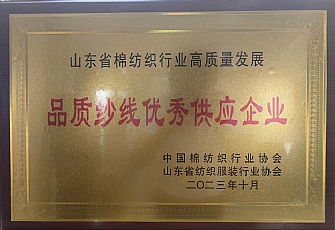 山东省棉纺织行业高质量发展
品质纱线优秀供应企业
中国棉纺织行业协会
山东省纺织服装行业协会
二〇二三年十月